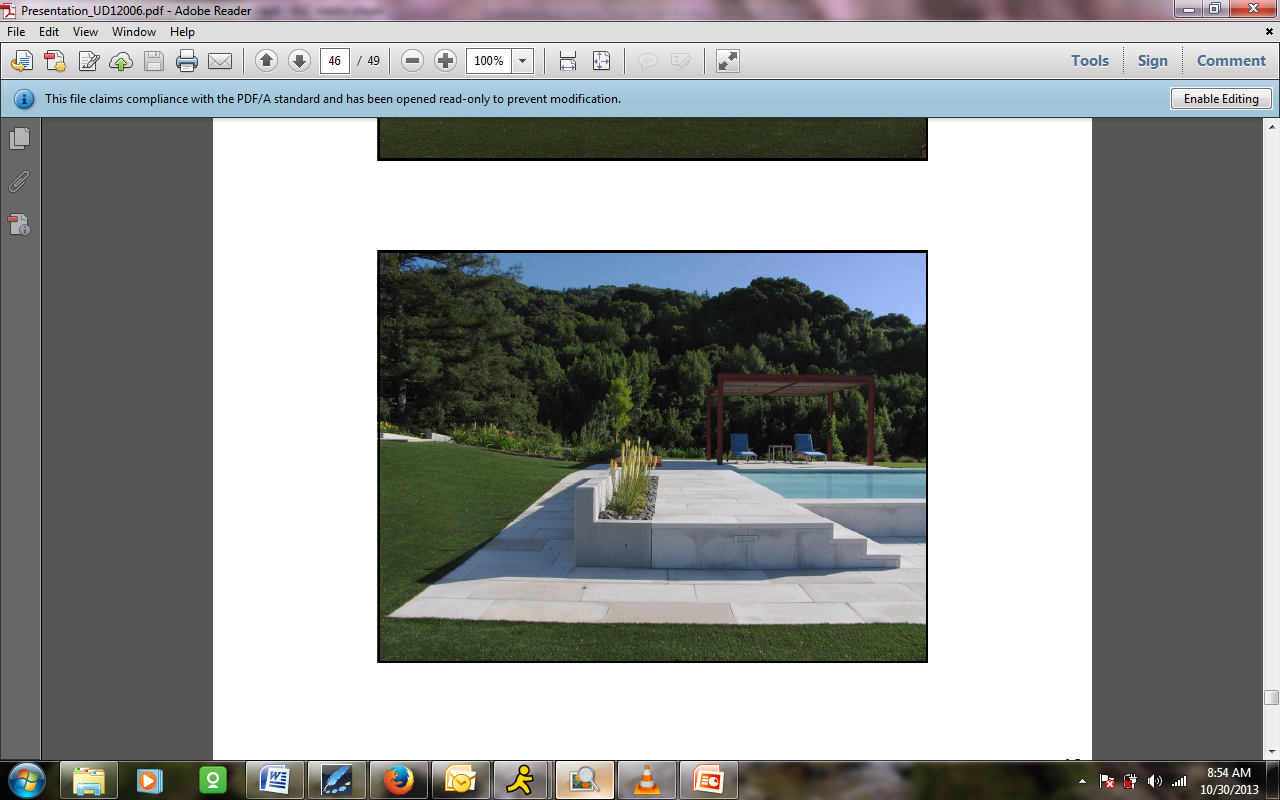 Presentation_UD12006.pdf - Adobe Reader
File Edit View Window Help
46 / 49 100% Tools Sign Comment
This file claims compliance with the PDF/A standard and has been opened read-only to prevent modification. Enable Editing
8:54 AM
10/30/2013